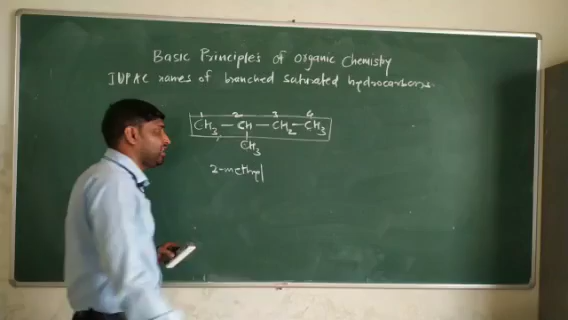 Basic Principles of Organic Chemistry
IUPAC names of branched saturated hydrocarbons.
1 2 3 4
CH3 — CH — CH2 — CH3
CH3
2-methyl